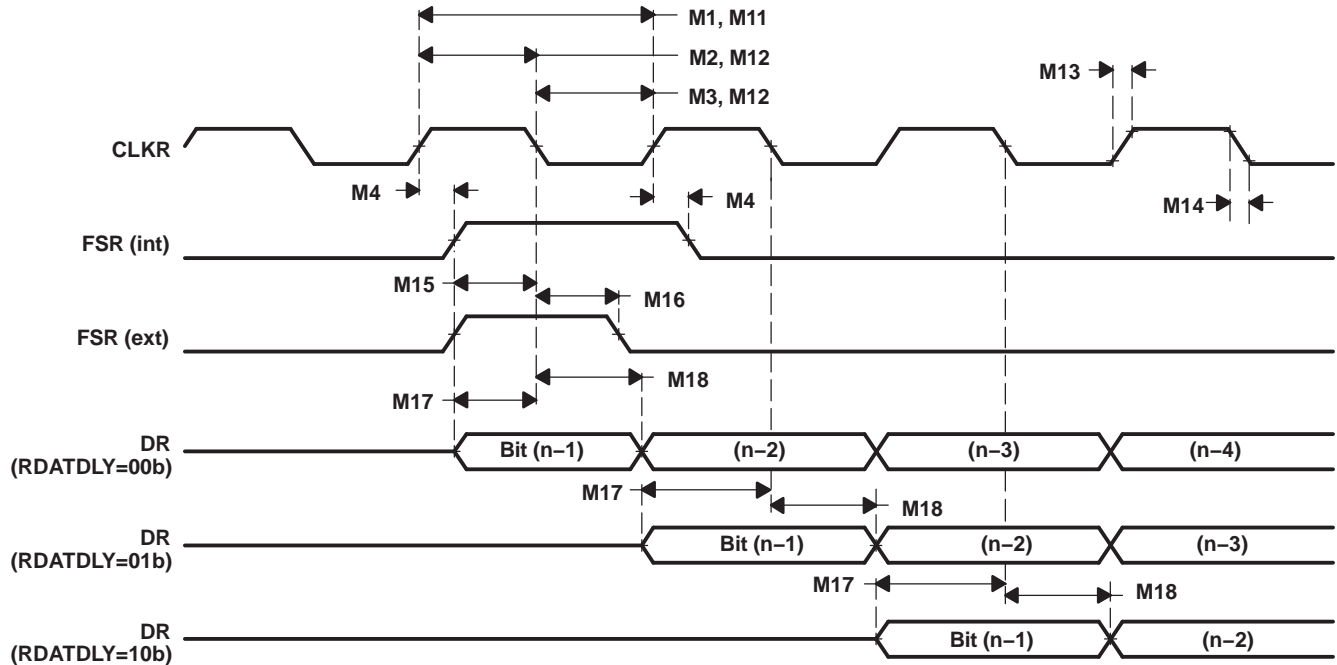 M1, M11
M2, M12
M13
M3, M12
CLKR
M4
M4
M14
FSR (int)
M15
M16
FSR (ext)
M18
M17
DR
(RDATDLY=00b)
Bit (n−1)
(n−2)
(n−3)
(n−4)
M17
M18
DR
(RDATDLY=01b)
Bit (n−1)
(n−2)
(n−3)
M17
M18
DR
(RDATDLY=10b)
Bit (n−1)
(n−2)